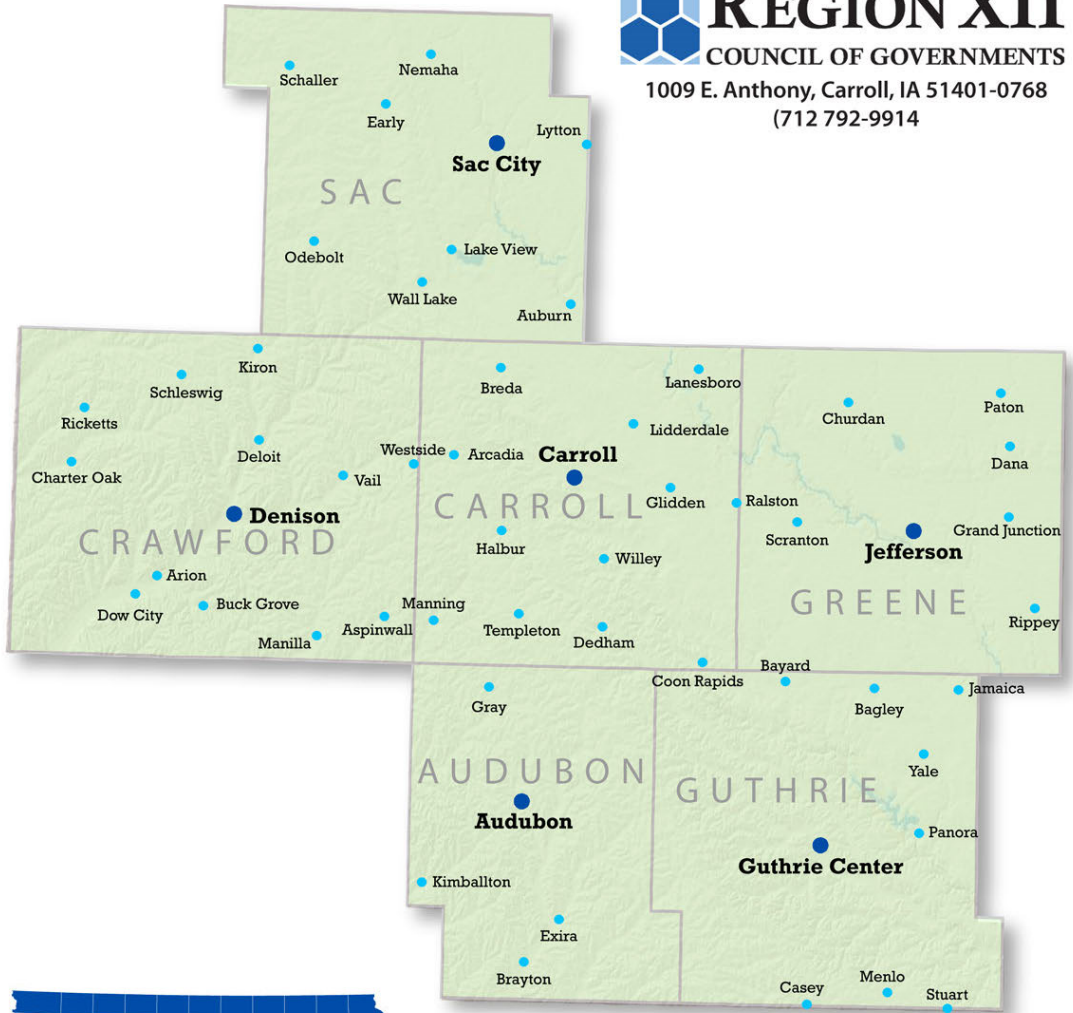 REGION XII
COUNCIL OF GOVERNMENTS
1009 E. Anthony, Carroll, IA 51401-0768
(712 792-9914
Schaller
Nemaha
Early
Lytton
Sac City
SAC
Odebolt
Lake View
Wall Lake
Auburn
Kiron
Schleswig
Ricketts
Deloit
Charter Oak
Westside
Vail
Denison
CRAWFORD
Arion
Dow City
Buck Grove
Manilla
Aspinwall
Breda
Lanesboro
Lidderdale
Arcadia
Carroll
CARROLL
Glidden
Halbur
Willey
Manning
Templeton
Dedham
Coon Rapids
Churdan
Paton
Dana
Ralston
Scranton
Grand Junction
Jefferson
GREENE
Rippey
Gray
AUDUBON
Audubon
Kimballton
Exira
Brayton
Bayard
Bagley
Jamaica
Yale
GUTHRIE
Panora
Guthrie Center
Casey
Menlo
Stuart